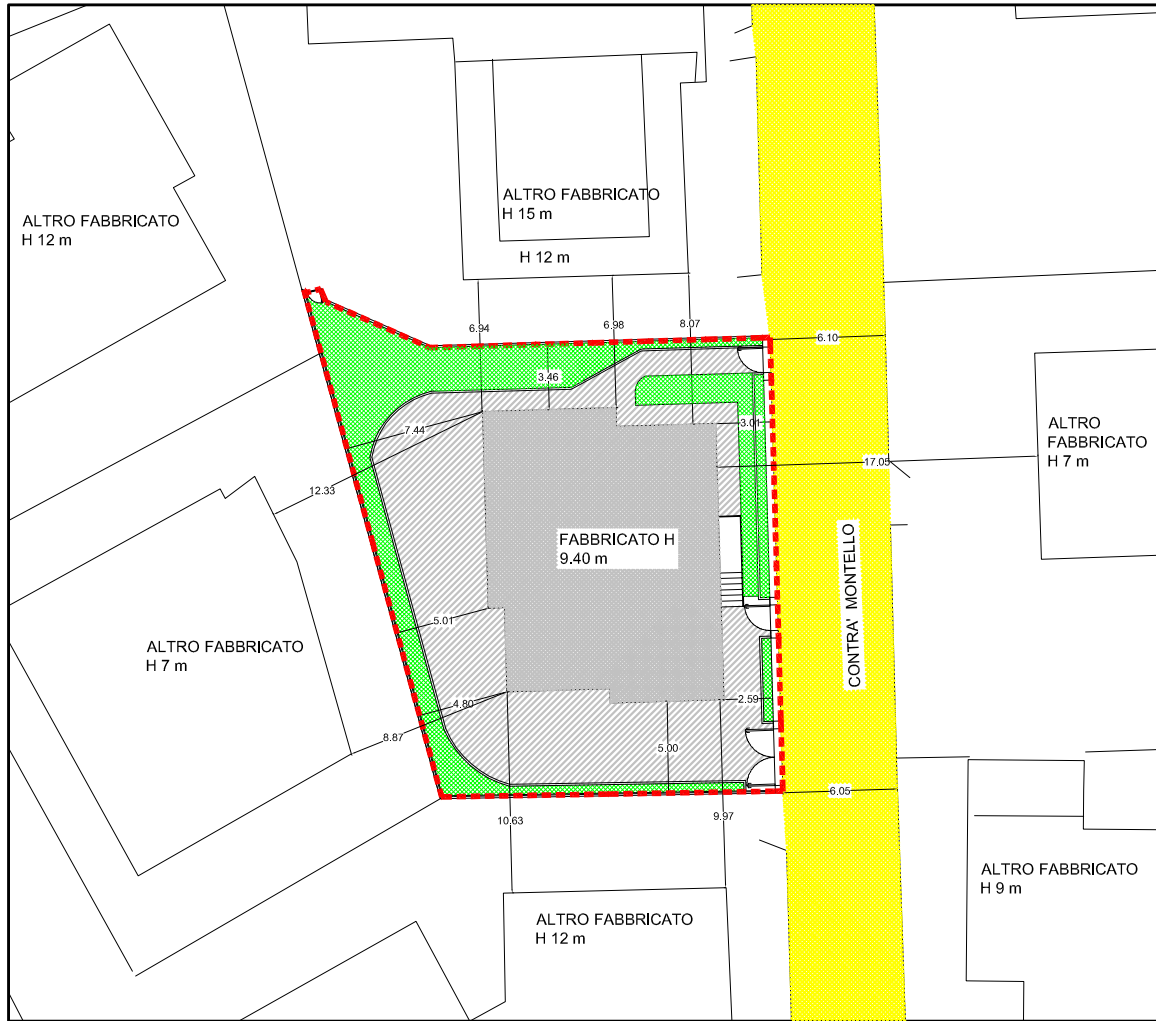 ALTRO FABBRICATO
H 15 m
ALTRO FABBRICATO
H 12 m
H 12 m
6.94
6.98
8.07
6.10
3.46
7.44
3.01
ALTRO
FABBRICATO
H 7 m
17.05
12.33
FABBRICATO H
9.40 m
CONTRA' MONTELLO
5.01
ALTRO FABBRICATO
H 7 m
4.80
2.59
8.87
5.00
6.05
10.63
9.97
ALTRO FABBRICATO
H 9 m
ALTRO FABBRICATO
H 12 m